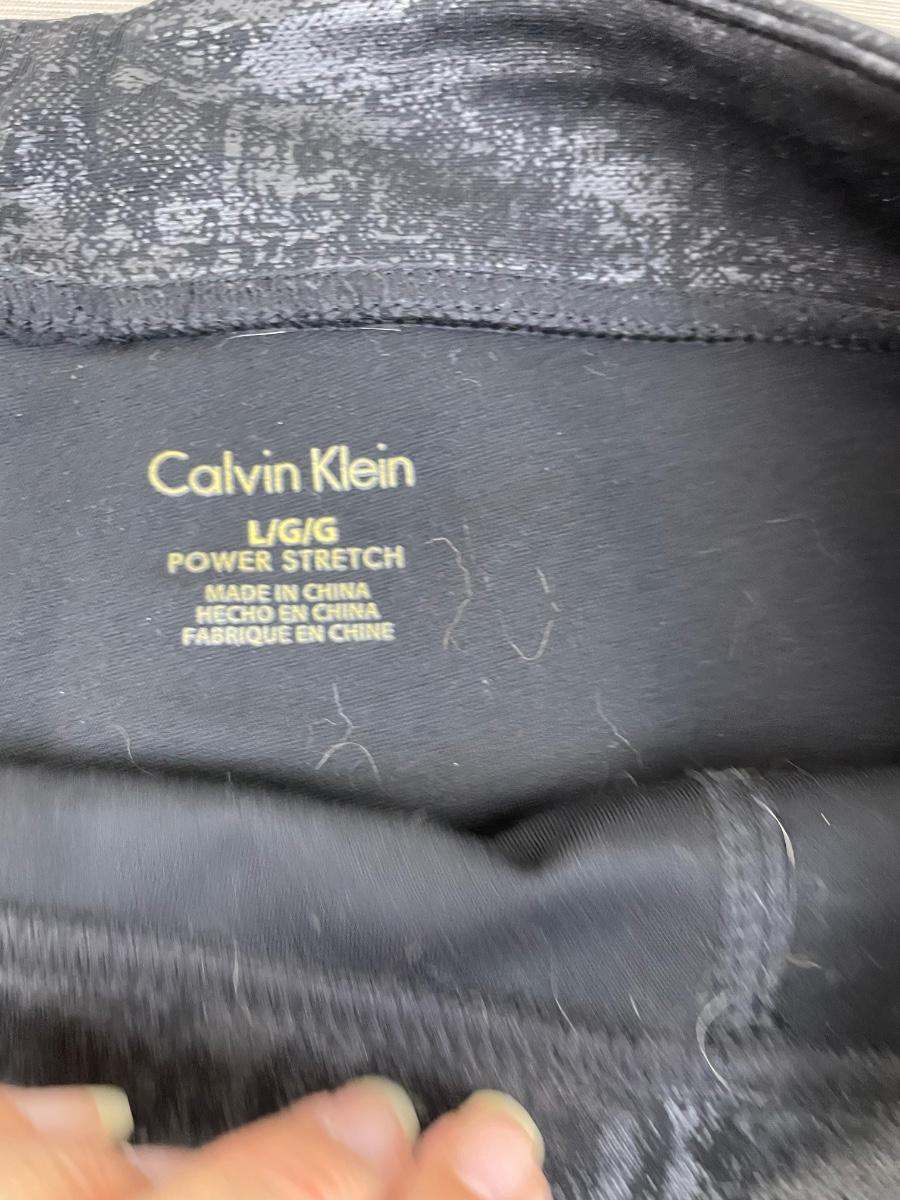 Calvin Klein
L/G/G
POWER STRETCH
MADE IN CHINA
HECHO EN CHINA
FABRIQUE EN CHINE